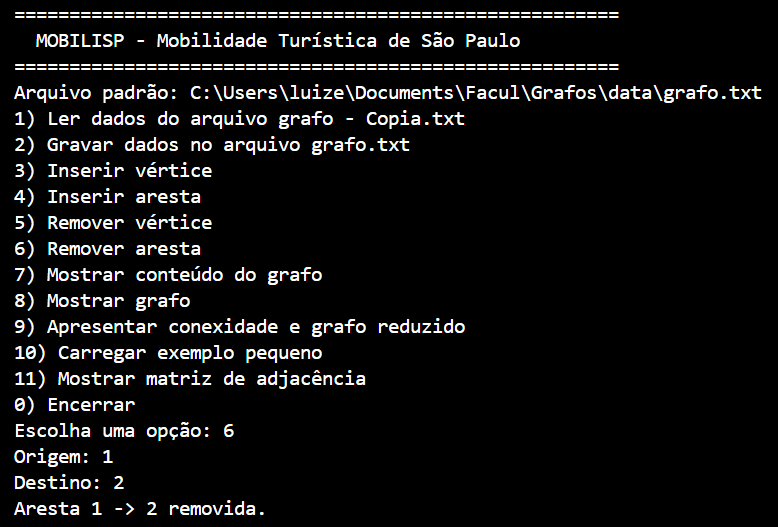 =======================================================
MOBILISP - Mobilidade Turística de São Paulo
=======================================================
Arquivo padrão: C:\Users\luize\Documents\Facul\Grafos\data\grafo.txt
1) Ler dados do arquivo grafo - Copia.txt
2) Gravar dados no arquivo grafo.txt
3) Inserir vértice
4) Inserir aresta
5) Remover vértice
6) Remover aresta
7) Mostrar conteúdo do grafo
8) Mostrar grafo
9) Apresentar conexidade e grafo reduzido
10) Carregar exemplo pequeno
11) Mostrar matriz de adjacência
0) Encerrar
Escolha uma opção: 6
Origem: 1
Destino: 2
Aresta 1 -> 2 removida.